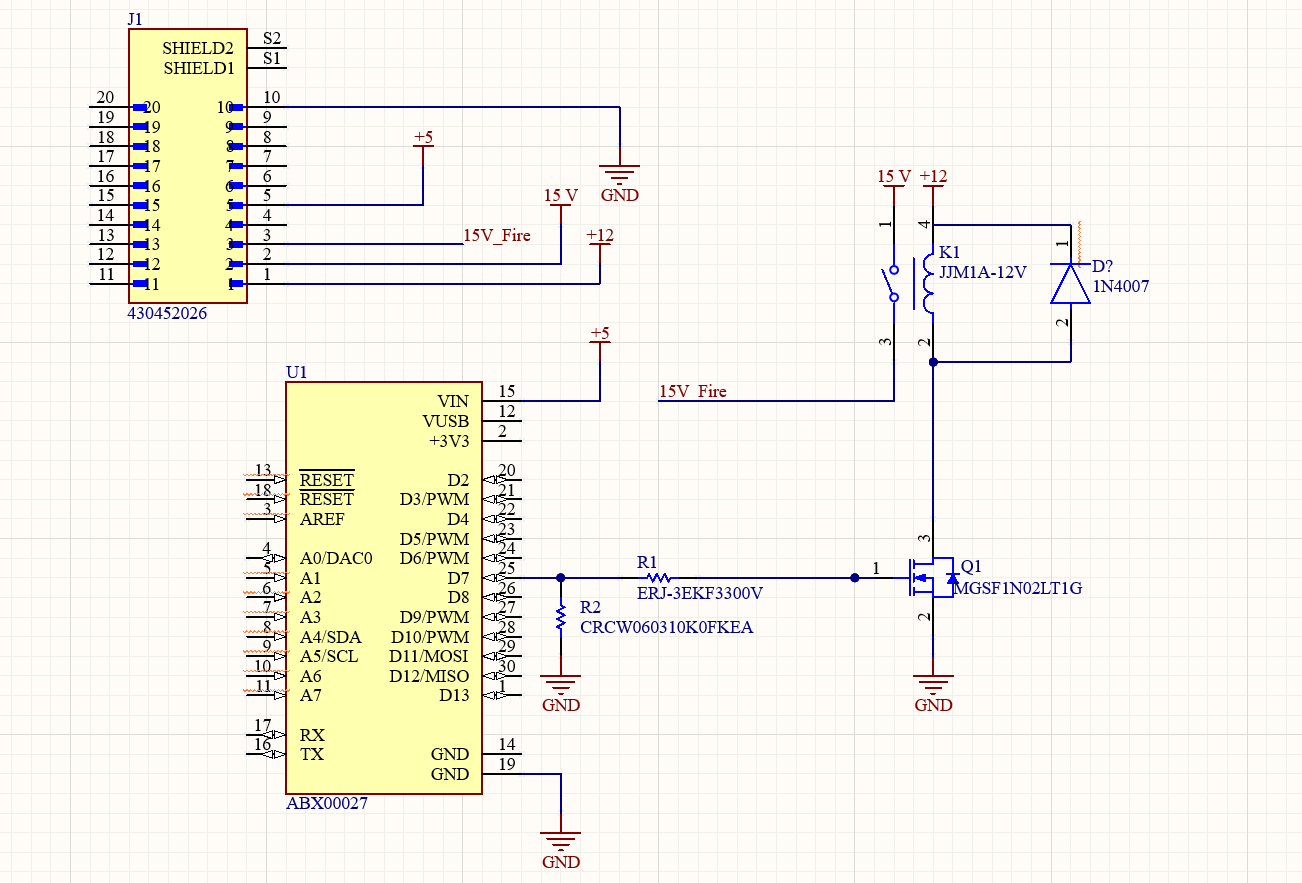 J1
SHIELD2 S2
SHIELD1 S1
20 20 10 10
19 19 9 9
18 18 8 8
17 17 7 7
16 16 6 6
15 15 5 5
14 14 4 4
13 13 3 3
12 12 2 2
11 11 1 1
430452026
+5
15 V
15V_Fire
+12
GND
15 V +12
1
4
K1
JJM1A-12V
3
2
1
D?
1N4007
2
15V_Fire
+5
U1
VIN 15
VUSB 12
+3V3 2
13 RESET D2 20
18 RESET D3/PWM 21
3 AREF D4 22
D5/PWM 23
4 A0/DAC0 D6/PWM 24
5 A1 D7 25
6 A2 D8 26
7 A3 D9/PWM 27
8 A4/SDA D10/PWM 28
9 A5/SCL D11/MOSI 29
10 A6 D12/MISO 30
11 A7 D13 1
17 RX
16 TX GND 14
GND 19
ABX00027
R1
ERJ-3EKF3300V
R2
CRCW060310K0FKEA
GND
GND
3
1
Q1
MGSF1N02LT1G
2
GND